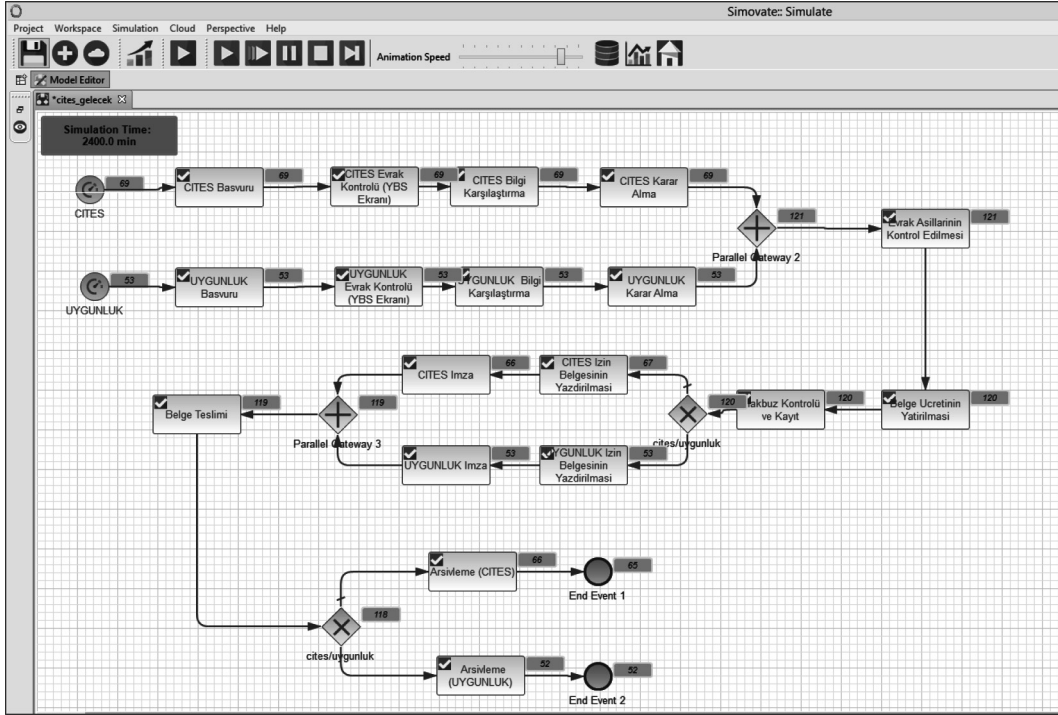 Simovate:: Simulate
Project Workspace Simulation Cloud Perspective Help
Animation Speed
Model Editor
*cites_gelecek
Simulation Time:
2400.0 min
69
CITES
CITES Basvuru
69
CITES Evrak
Kontrolü (YBS
Ekranı)
69
CITES Bilgi
Karşılaştırma
69
CITES Karar
Alma
69
121
Parallel Gateway 2
Evrak Asillarinin
Kontrol Edilmesi
121
53
UYGUNLUK
UYGUNLUK
Basvuru
53
UYGUNLUK
Evrak Kontrolü
(YBS Ekranı)
53
UYGUNLUK Bilgi
Karşılaştırma
53
UYGUNLUK
Karar Alma
53
Belge Ucretinin
Yatirilmasi
120
Takbuz Kontrolü
ve Kayıt
120
120
cites/uygunluk
CITES Izin
Belgesinin
Yazdirilmasi
67
CITES Imza
66
UYGUNLUK Izin
Belgesinin
Yazdirilmasi
53
UYGUNLUK Imza
53
119
Parallel Gateway 3
Belge Teslimi
119
118
cites/uygunluk
Arsivleme (CITES)
66
65
End Event 1
Arsivleme
(UYGUNLUK)
52
52
End Event 2